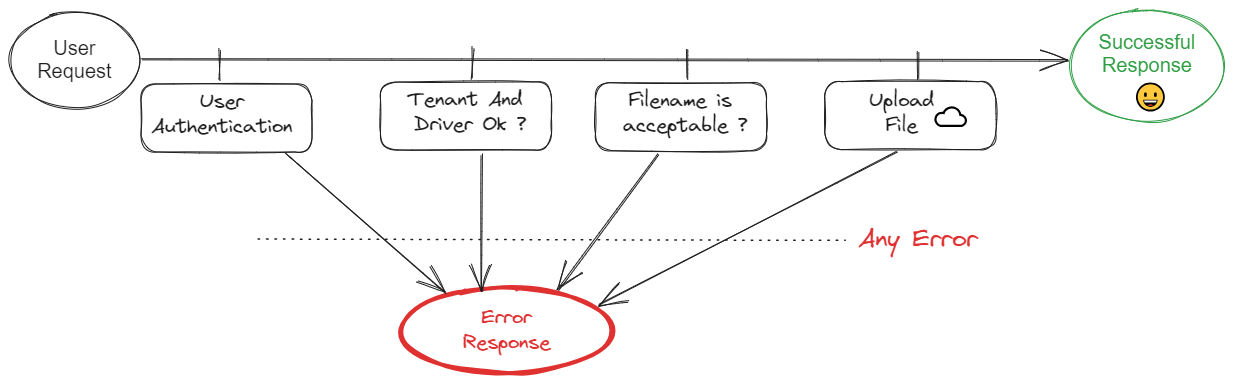 User
Request
User
Authentication
Tenant And
Driver Ok ?
Filename is
acceptable ?
Upload
File
Successful
Response
Any Error
Error
Response